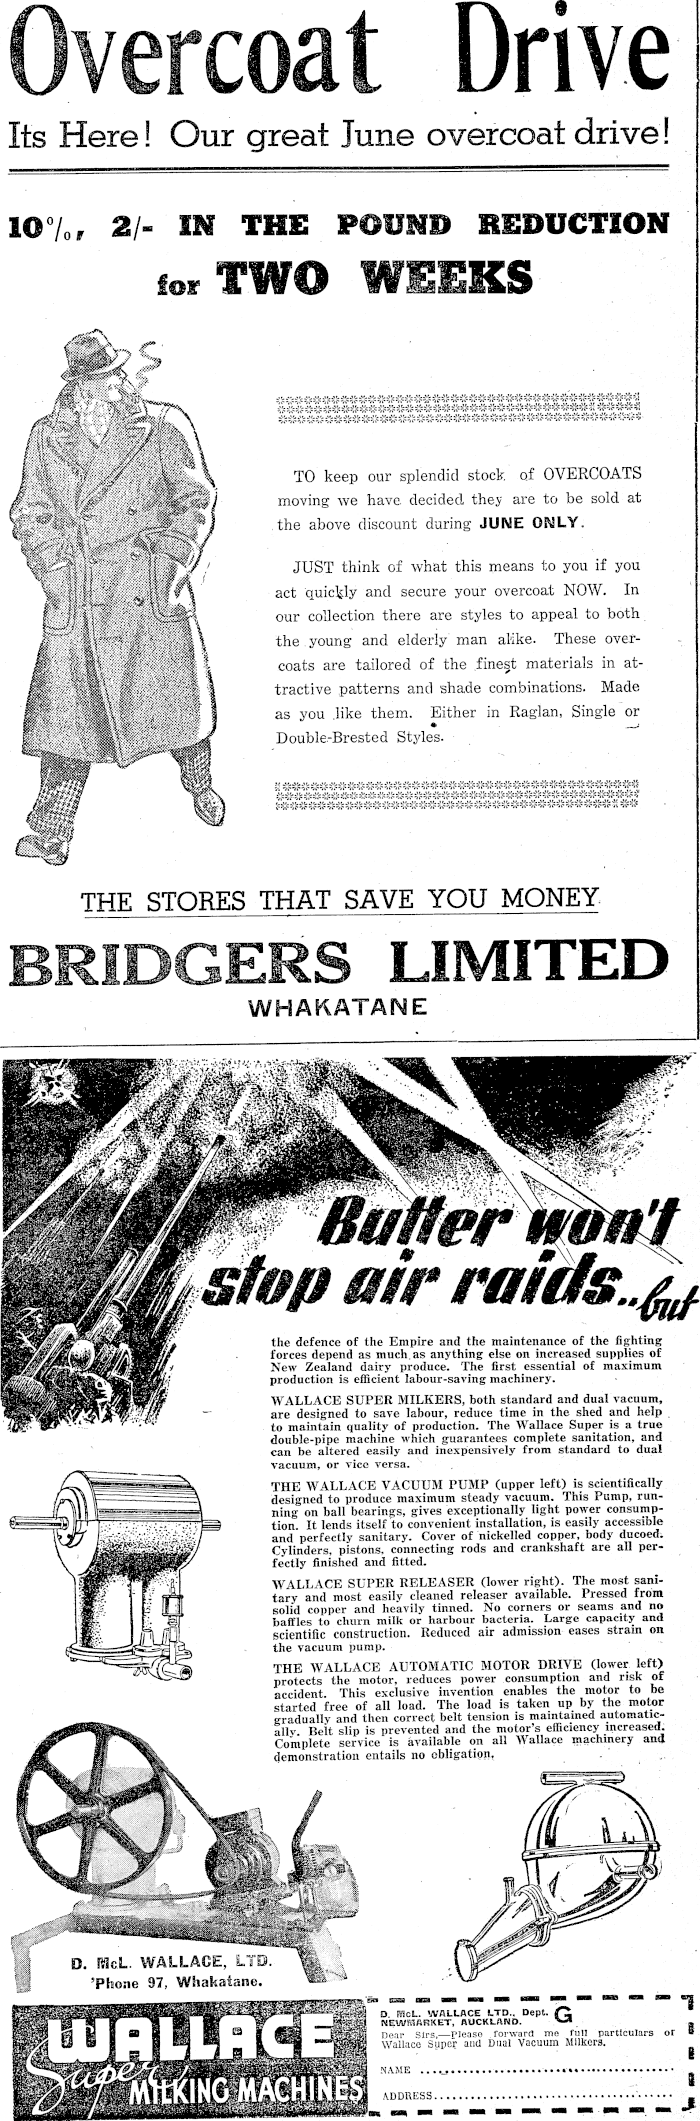 Overcoat Drive
Its Here! Our great June overcoat drive!
10%, 2/- IN THE POUND REDUCTION
for TWO WEEKS
TO keep our splendid stock of OVERCOATS
moving we have decided they are to be sold at
the above discount during JUNE ONLY.
JUST think of what this means to you if you
act quickly and secure your overcoat NOW. In
our collection there are styles to appeal to both
the young and elderly man alike. These over-
coats are tailored of the finest materials in at-
tractive patterns and shade combinations. Made
as you like them. Either in Raglan, Single or
Double-Brested Styles.
THE STORES THAT SAVE YOU MONEY
BRIDGERS LIMITED
WHAKATANE
Butter won't
stop air raids..but
the defence of the Empire and the maintenance of the fighting
forces depend as much as anything else on increased supplies of
New Zealand dairy produce. The first essential of maximum
production is efficient labour-saving machinery.
WALLACE SUPER MILKERS, both standard and dual vacuum,
are designed to save labour, reduce time in the shed and help
to maintain quality of production. The Wallace Super is a true
double-pipe machine which guarantees complete sanitation, and
can be altered easily and inexpensively from standard to dual
vacuum, or vice versa.
THE WALLACE VACUUM PUMP (upper left) is scientifically
designed to produce maximum steady vacuum. This Pump, run-
ning on ball bearings, gives exceptionally light power consump-
tion. It lends itself to convenient installation, is easily accessible
and perfectly sanitary. Cover of nickelled copper, body ducoed.
Cylinders, pistons, connecting rods and crankshaft are all per-
fectly finished and fitted.
WALLACE SUPER RELEASER (lower right). The most sani-
tary and most easily cleaned releaser available. Pressed from
solid copper and heavily tinned. No corners or seams and no
baffles to churn milk or harbour bacteria. Large capacity and
scientific construction. Reduced air admission eases strain on
the vacuum pump.
THE WALLACE AUTOMATIC MOTOR DRIVE (lower left)
protects the motor, reduces power consumption and risk of
accident. This exclusive invention enables the motor to be
started free of all load. The load is taken up by the motor
gradually and then correct belt tension is maintained automatic-
ally. Belt slip is prevented and the motor's efficiency increased.
Complete service is available on all Wallace machinery and
demonstration entails no obligation.
D. McL. WALLACE, LTD.
'Phone 97, Whakatane.
WALLACE
Super MILKING MACHINES
D. McL. WALLACE LTD., Dept. G
NEWMARKET, AUCKLAND.
Dear Sirs,—Please forward me full particulars of
Wallace Super and Dual Vacuum Milkers.
NAME ........................................
ADDRESS........................................